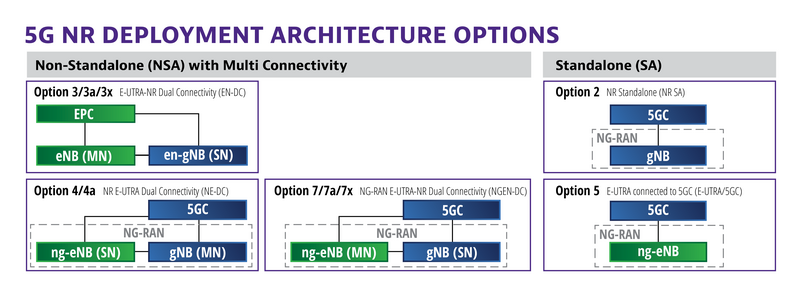 5G NR DEPLOYMENT ARCHITECTURE OPTIONS
Non-Standalone (NSA) with Multi Connectivity
Standalone (SA)
Option 3/3a/3x E-UTRA-NR Dual Connectivity (EN-DC)
EPC
eNB (MN)
en-gNB (SN)
Option 2 NR Standalone (NR SA)
5GC
NG-RAN
gNB
Option 4/4a NR E-UTRA Dual Connectivity (NE-DC)
5GC
NG-RAN
ng-eNB (SN)
gNB (MN)
Option 7/7a/7x NG-RAN E-UTRA-NR Dual Connectivity (NGEN-DC)
5GC
NG-RAN
ng-eNB (MN)
gNB (SN)
Option 5 E-UTRA connected to 5GC (E-UTRA/5GC)
5GC
NG-RAN
ng-eNB